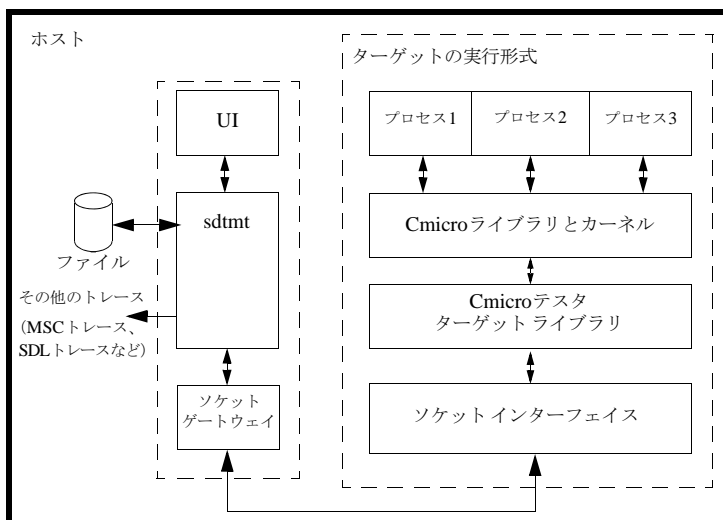 ホスト
ターゲットの実行形式
UI
プロセス1
プロセス2
プロセス3
sdtmt
ファイル
Cmicroライブラリとカーネル
その他のトレース
（MSCトレース、
SDLトレースなど）
Cmicroテスタ
ターゲット ライブラリ
ソケット
ゲートウェイ
ソケット インターフェイス